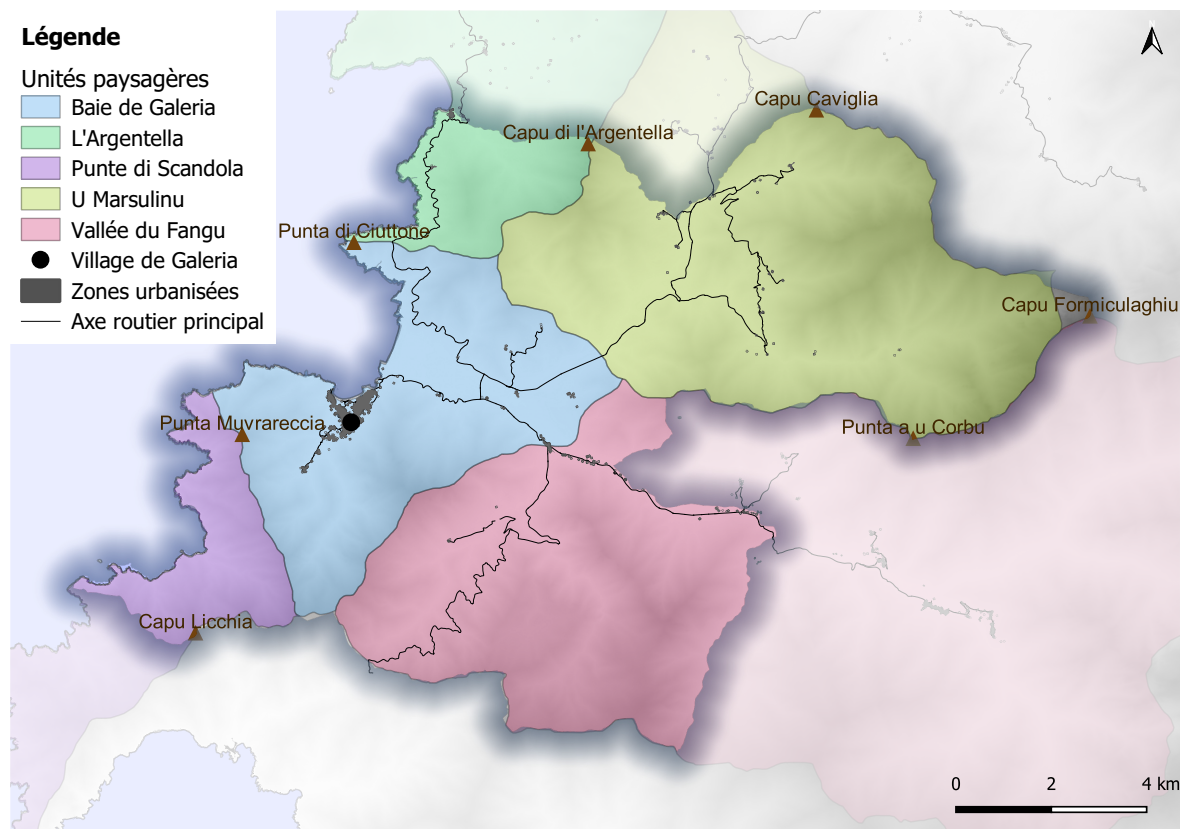 Légende
Unités paysagères
Baie de Galeria
L'Argentella
Punte di Scandola
U Marsulinu
Vallée du Fangu
Village de Galeria
Zones urbanisées
Axe routier principal
Capu Caviglia
Capu di l'Argentella
Punta di Ciuttone
Capu Formiculaghiu
Punta Muvrareccia
Punta a u Corbu
Capu Licchia
0 2 4 km